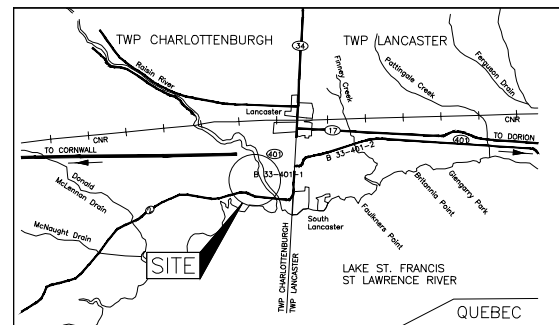 TWP CHARLOTTENBURGH
34
TWP LANCASTER
Raisin River
Finney Creek
Pattingale Creek
Ferguson Drain
Lancaster
CNR
17
401
TO DORION
CNR
TO CORNWALL
401
B 33-401-2
B 33-401-1
Donald
McLennan Drain
McNaught Drain
South
Lancaster
Faulkners Point
Britannia Point
Glengarry Park
SITE
TWP CHARLOTTENBURGH
TWP LANCASTER
LAKE ST. FRANCIS
ST LAWRENCE RIVER
QUEBEC